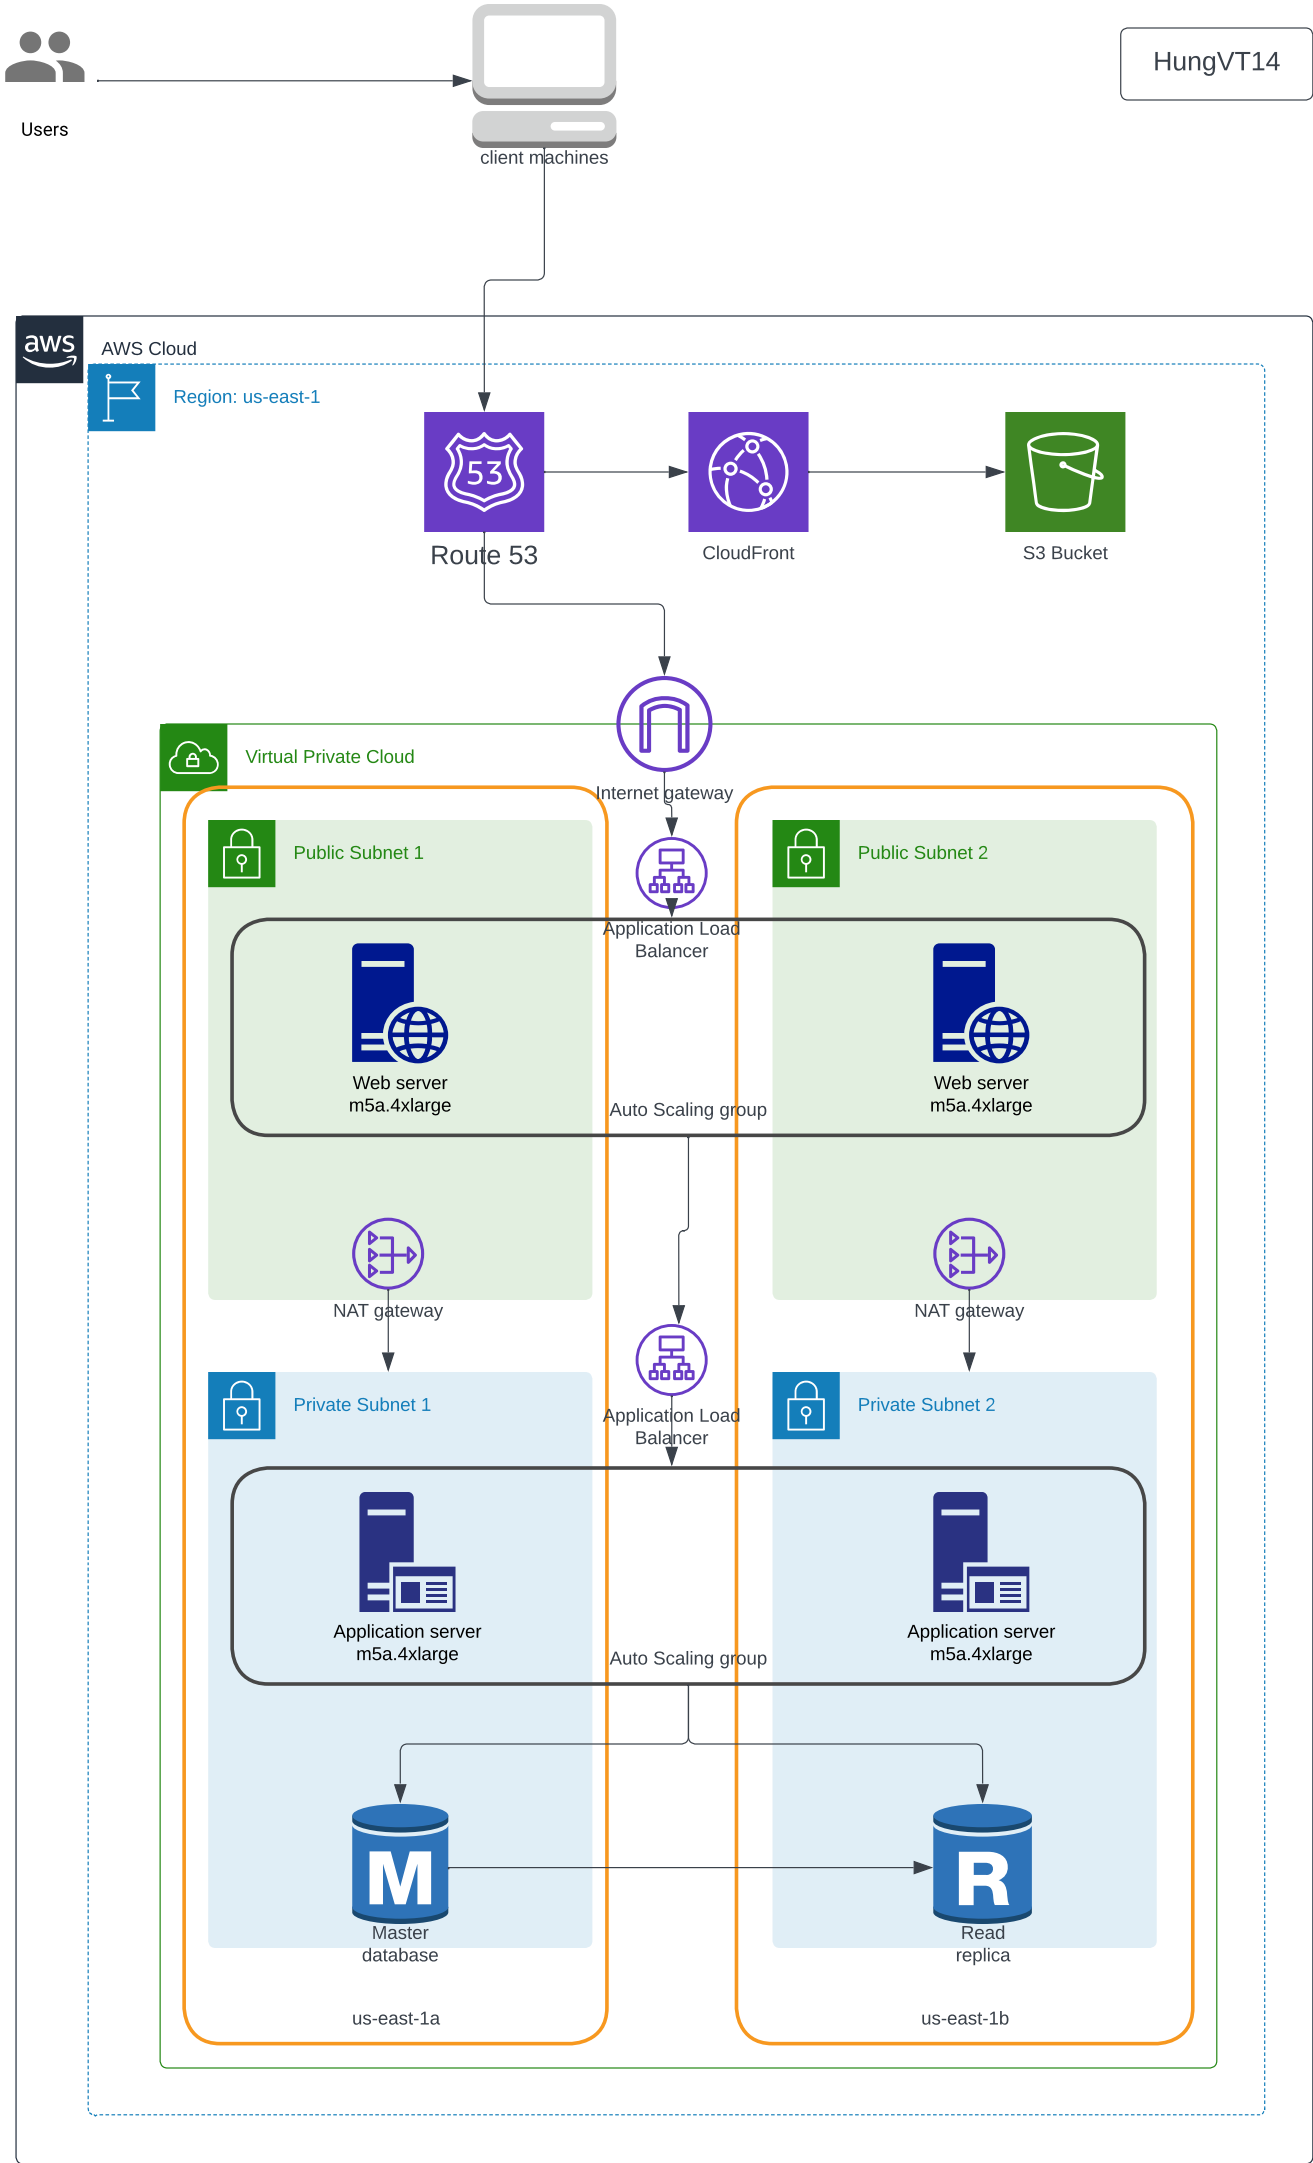 HungVT14
Users
client machines
aws
AWS Cloud
Region: us-east-1
53
Route 53
CloudFront
S3 Bucket
Virtual Private Cloud
Internet gateway
Public Subnet 1
Public Subnet 2
Application Load
Balancer
Web server
m5a.4xlarge
Web server
m5a.4xlarge
Auto Scaling group
NAT gateway
NAT gateway
Private Subnet 1
Application Load
Balancer
Private Subnet 2
Application server
m5a.4xlarge
Application server
m5a.4xlarge
Auto Scaling group
M
R
Master
database
Read
replica
us-east-1a
us-east-1b